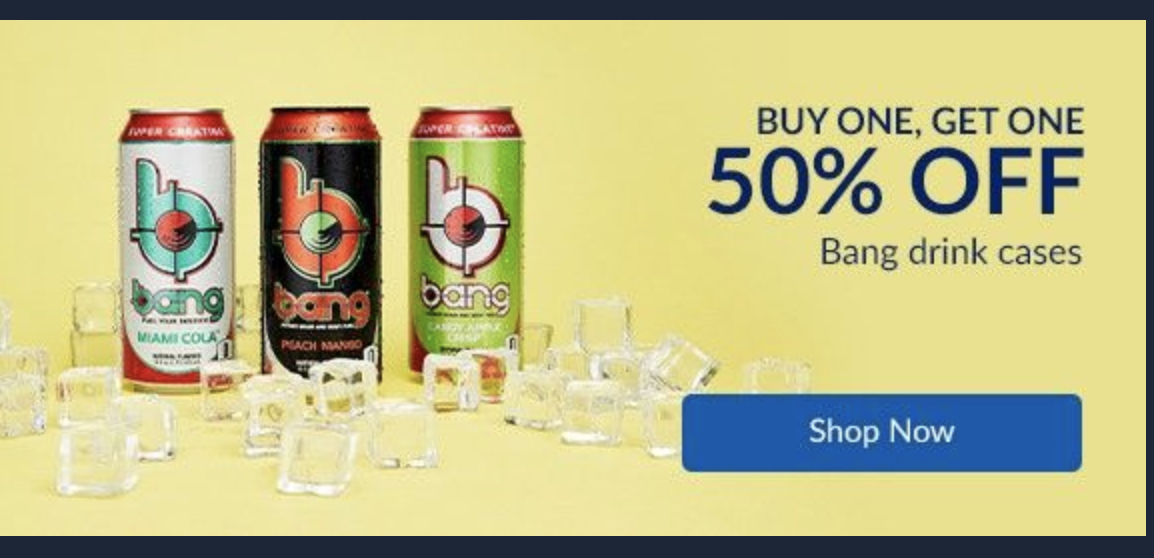 SUPER CREATINE
bang
MIAMI COLA
SUPER CREATINE
bang
PEACH MANGO
SUPER CREATINE
bang
CANDY APPLE
CRISP
BUY ONE, GET ONE
50% OFF
Bang drink cases
Shop Now